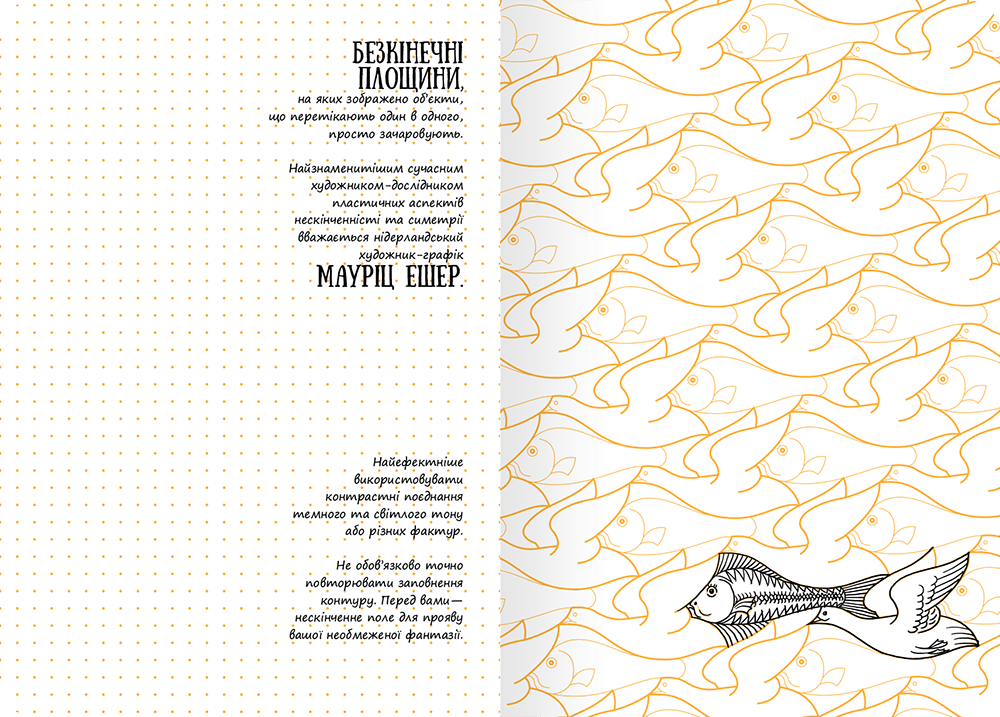 БЕЗКІНЕЧНІ
ПЛОЩИНИ,
на яких зображено об'єкти,
що перетікають один в одного,
просто зачаровують.
Найзнаменитішим сучасним
художником-дослідником
пластичних аспектів
нескінченністі та симетрії
вважається нідерландський
художник-графік
МАУРІЦ ЕШЕР.
Найефектніше
використовувати
контрастні поєднання
темного та світлого тону
або різних фактур.
Не обов'язково точно
повторювати заповнення
контуру. Перед вами—
нескінченне поле для прояву
вашої необмеженої фантазії.